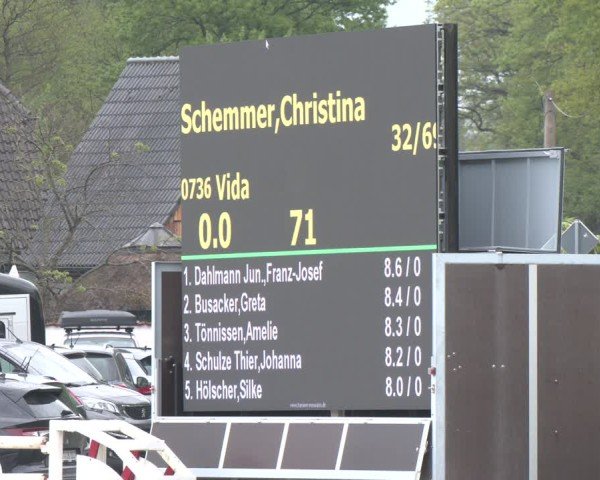 Schemmer,Christina
32/69
0736 Vida
0.0 71
1. Dahlmann Jun.,Franz-Josef 8.6 / 0
2. Busacker,Greta 8.4 / 0
3. Tönnissen,Amelie 8.3 / 0
4. Schulze Thier,Johanna 8.2 / 0
5. Hölscher,Silke 8.0 / 0